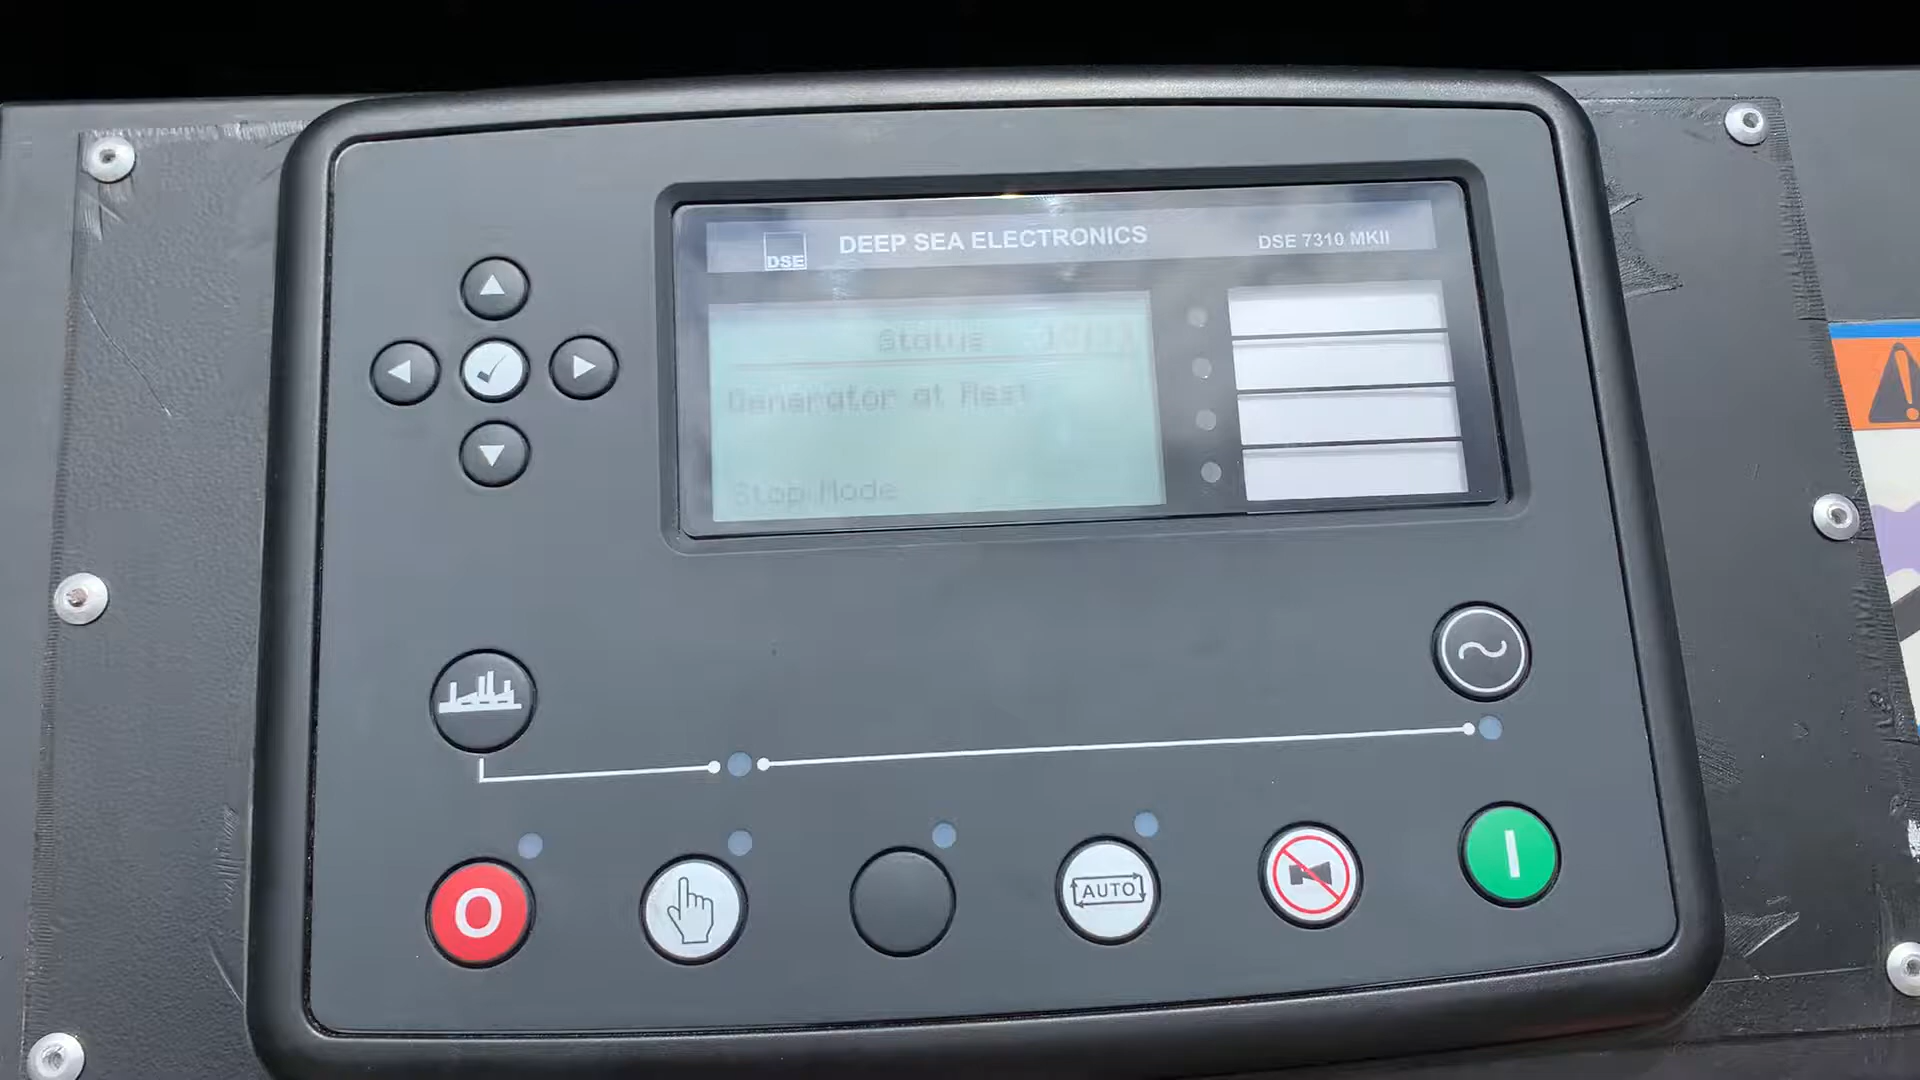 DSE DEEP SEA ELECTRONICS DSE 7310 MKII
Status
Generator at Rest
Stop Mode
O
AUTO
I